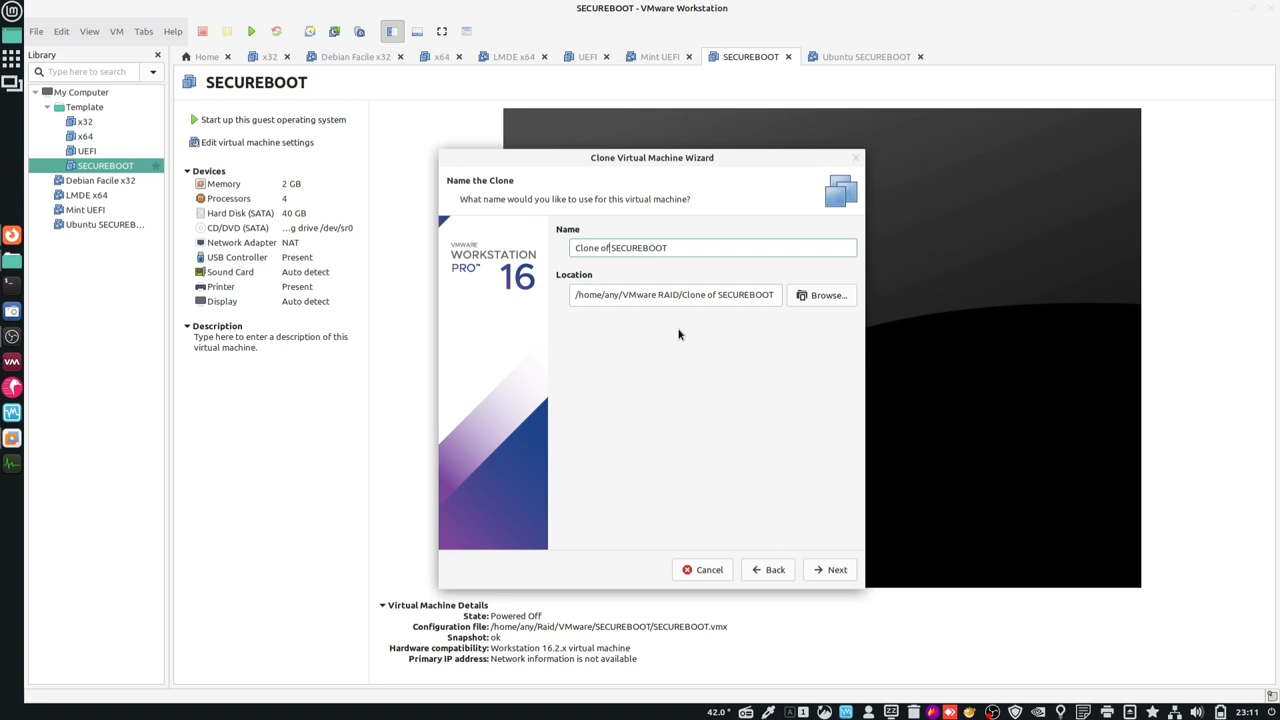 SECUREBOOT - VMware Workstation
File Edit View VM Tabs Help
Library
Type here to search
My Computer
Template
x32
x64
UEFI
SECUREBOOT
Debian Facile x32
LMDE x64
Mint UEFI
Ubuntu SECUREB...
Home x32 Debian Facile x32 x64 LMDE x64 UEFI Mint UEFI SECUREBOOT Ubuntu SECUREBOOT
SECUREBOOT
Start up this guest operating system
Edit virtual machine settings
Devices
Memory 2 GB
Processors 4
Hard Disk (SATA) 40 GB
CD/DVD (SATA) ...g drive /dev/sr0
Network Adapter NAT
USB Controller Present
Sound Card Auto detect
Printer Present
Display Auto detect
Description
Type here to enter a description of this
virtual machine.
Clone Virtual Machine Wizard
Name the Clone
What name would you like to use for this virtual machine?
VMWARE
WORKSTATION
PRO™ 16
Name
Clone of SECUREBOOT
Location
/home/any/VMware RAID/Clone of SECUREBOOT
Browse...
Cancel Back Next
Virtual Machine Details
State: Powered Off
Configuration file: /home/any/Raid/VMware/SECUREBOOT/SECUREBOOT.vmx
Snapshot: ok
Hardware compatibility: Workstation 16.2.x virtual machine
Primary IP address: Network information is not available
42.0° 1 23:11